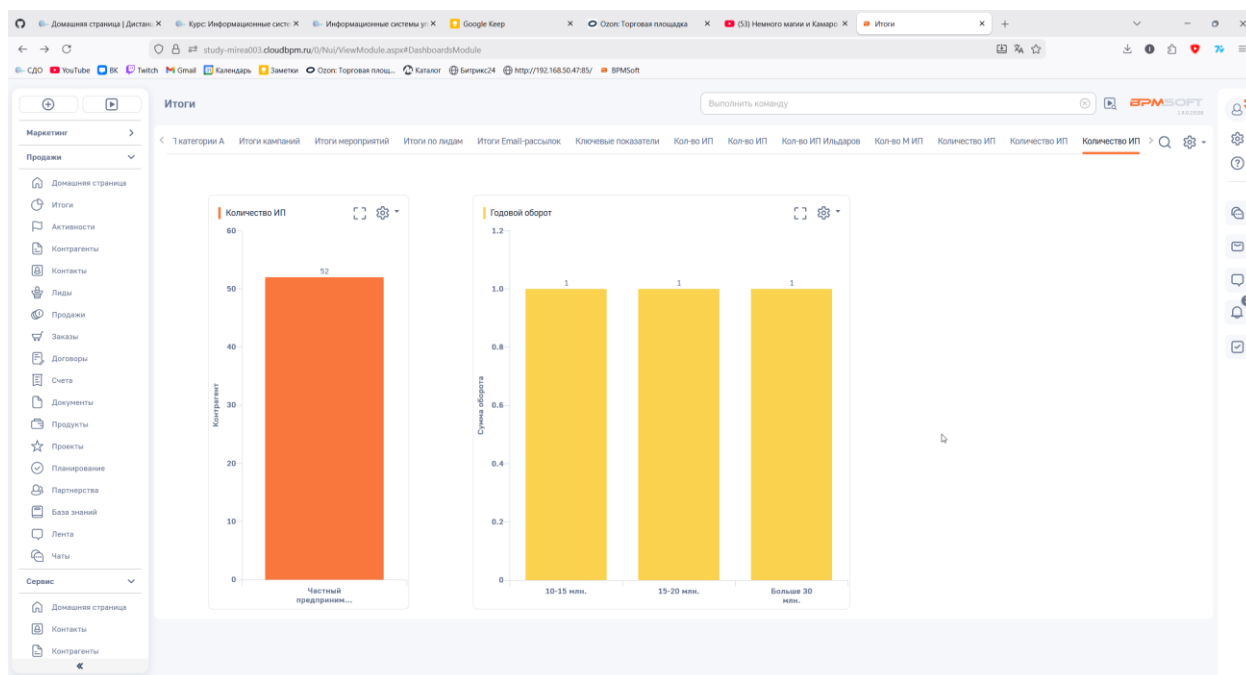 Домашняя страница | Дистанц
Курс: Информационные систе
Информационные системы уп
Google Keep
Ozon: Торговая площадка
(53) Немного магии и Камаро
Итоги
study-mirea003.cloudbpm.ru/0/Nui/ViewModule.aspx#DashboardsModule
СДО YouTube ВК Twitch Gmail Календарь Заметки Ozon: Торговая площ... Каталог Битрикс24 http://192.168.50.47:85/ BPMSoft
Итоги
Выполнить команду
BPMSOFT
Маркетинг
Продажи
Домашняя страница
Итоги
Активности
Контрагенты
Контакты
Лиды
Продажи
Заказы
Договоры
Счета
Документы
Продукты
Проекты
Планирование
Партнерства
База знаний
Лента
Чаты
Сервис
Домашняя страница
Контакты
Контрагенты
категории А Итоги кампаний Итоги мероприятий Итоги по лидам Итоги Email-рассылок Ключевые показатели Кол-во ИП Кол-во ИП Кол-во ИП Ильдаров Кол-во М ИП Количество ИП Количество ИП Количество ИП
Количество ИП
60
50
40
30
20
10
0
52
Контрагент
Частный
предприним....
Годовой оборот
1.2
1.0
0.8
0.6
0.4
0.2
0
1 1 1
Сумма оборота
10-15 млн.
15-20 млн.
Больше 30
млн.